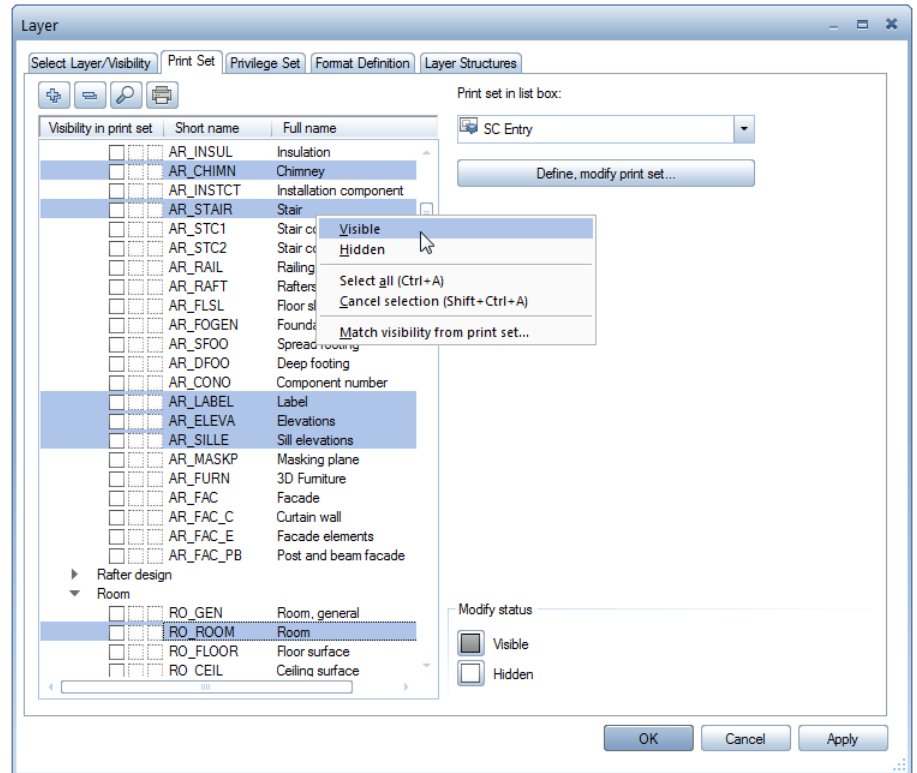 Layer
Select Layer/Visibility Print Set Privilege Set Format Definition Layer Structures
Print set in list box:
SC Entry
Define, modify print set...
Visibility in print set Short name Full name
AR_INSUL Insulation
AR_CHIMN Chimney
AR_INSTCT Installation component
AR_STAIR Stair
AR_STC1 Stair
AR_STC2 Stair
AR_RAIL Railing
AR_RAFT Rafters
AR_FLSL Floor
AR_FOGEN
AR_SFOO Spread footing
AR_DFOO Deep footing
AR_CONO Component number
AR_LABEL Label
AR_ELEVA Elevations
AR_SILLE Sill elevations
AR_MASKP Masking plane
AR_FURN 3D Furniture
AR_FAC Facade
AR_FAC_C Curtain wall
AR_FAC_E Facade elements
AR_FAC_PB Post and beam facade
Rafter design
Room
RO_GEN Room, general
RO_ROOM Room
RO_FLOOR Floor surface
RO_CEIL Ceiling surface
Visible
Hidden
Select all (Ctrl+A)
Cancel selection (Shift+Ctrl+A)
Match visibility from print set...
Modify status
Visible
Hidden
OK Cancel Apply